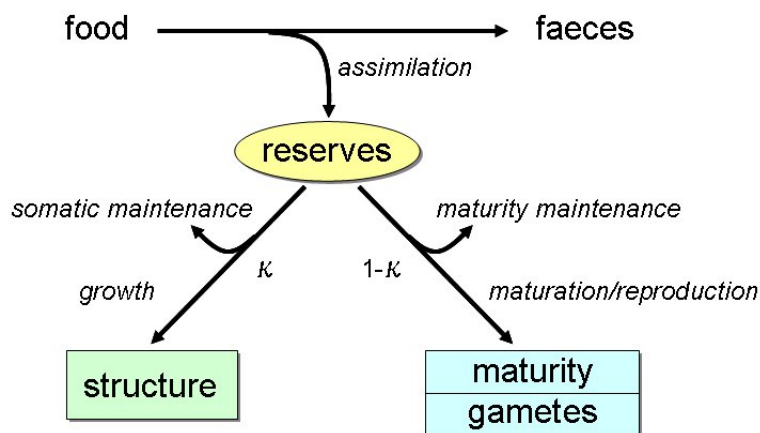 food
faeces
assimilation
reserves
somatic maintenance
maturity maintenance
κ
1-κ
growth
maturation/reproduction
structure
maturity
gametes